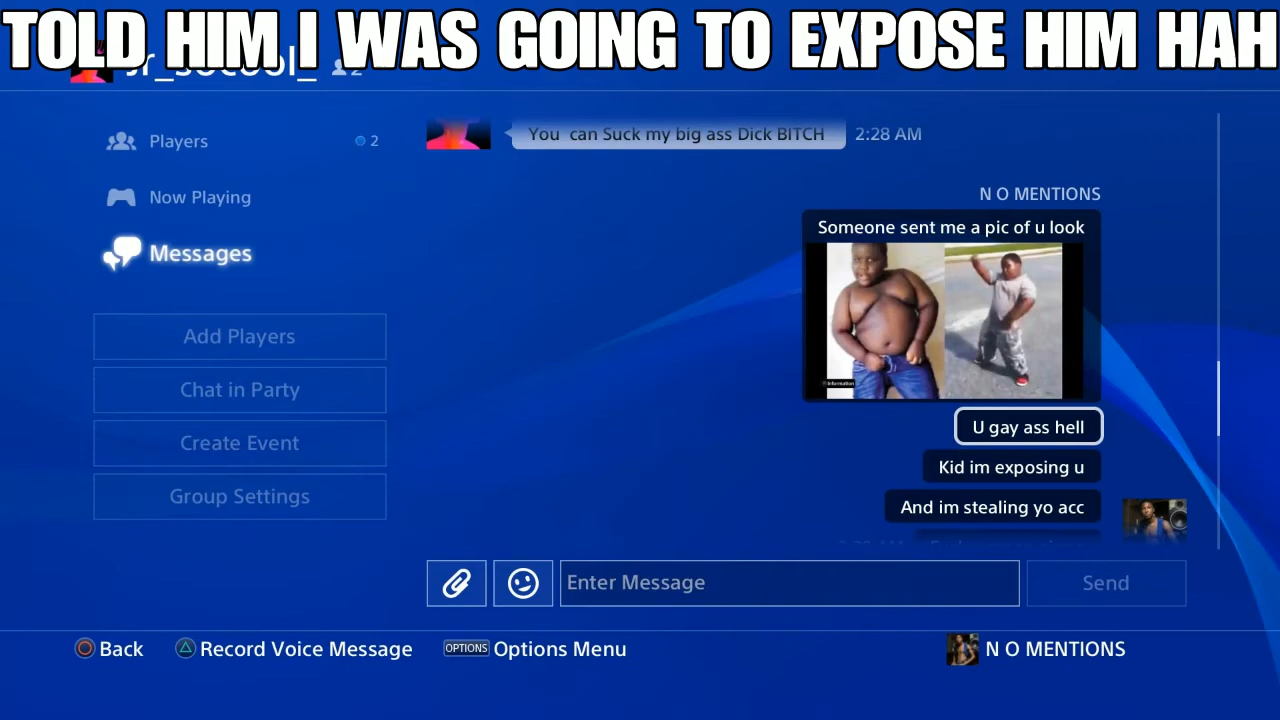 TOLD HIM I WAS GOING TO EXPOSE HIM HAH
jr_socool_ 2
Players 2
You can Suck my big ass Dick BITCH 2:28 AM
N O MENTIONS
Now Playing
Someone sent me a pic of u look
Messages
Information
Add Players
Chat in Party
U gay ass hell
Create Event
Kid im exposing u
Group Settings
And im stealing yo acc
Enter Message
Send
Back
Record Voice Message
OPTIONS Options Menu
N O MENTIONS